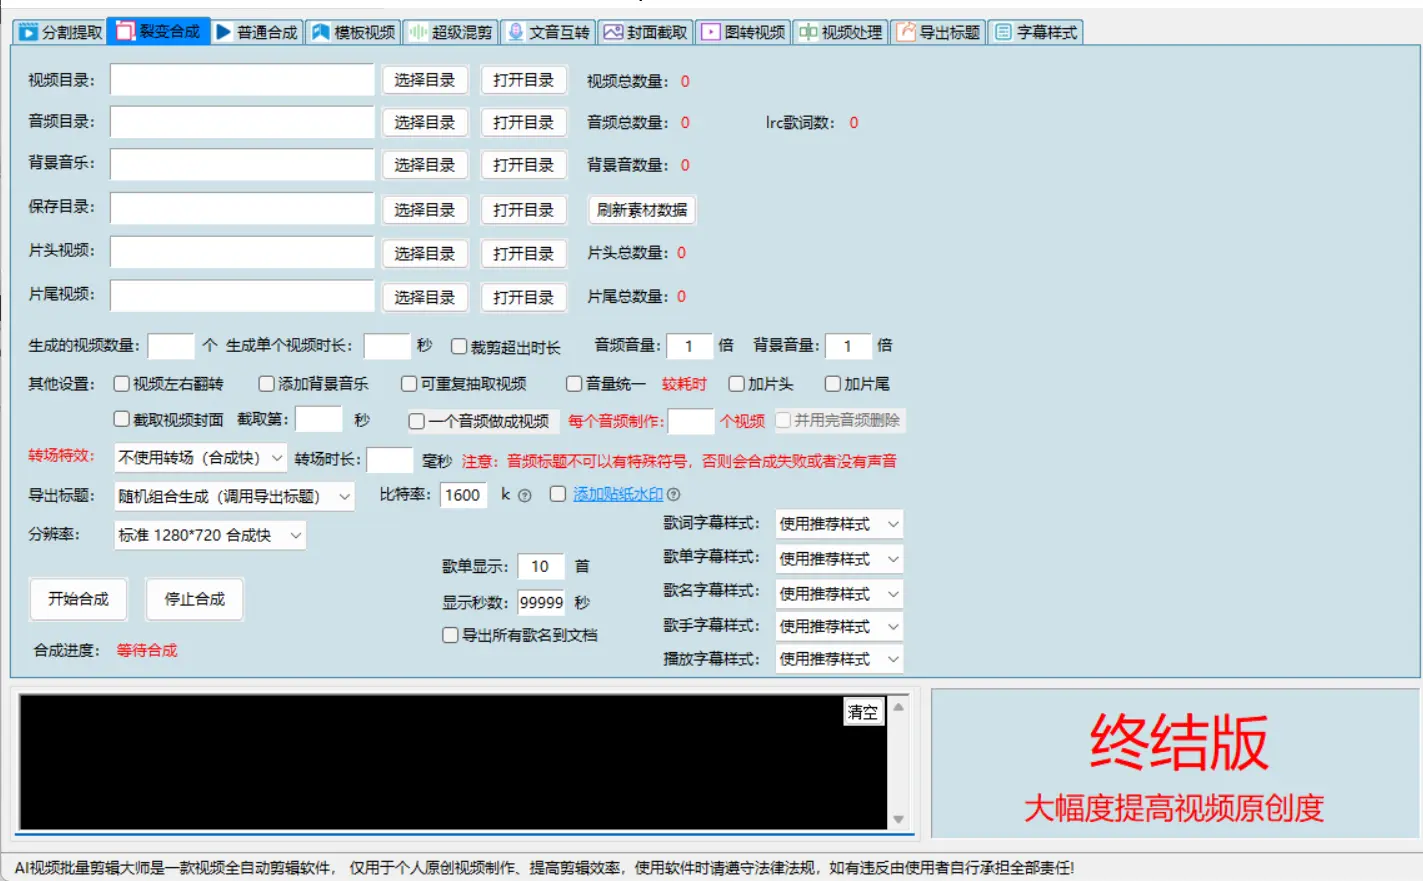 分割提取 裂变合成 普通合成 模板视频 超级混剪 文音互转 封面截取 图转视频 视频处理 导出标题 字幕样式
视频目录： 选择目录 打开目录 视频总数量： 0
音频目录： 选择目录 打开目录 音频总数量： 0 lrc歌词数： 0
背景音乐： 选择目录 打开目录 背景音数量： 0
保存目录： 选择目录 打开目录 刷新素材数据
片头视频： 选择目录 打开目录 片头总数量： 0
片尾视频： 选择目录 打开目录 片尾总数量： 0
生成的视频数量： 个 生成单个视频时长： 秒 裁剪超出时长 音频音量： 1 倍 背景音量： 1 倍
其他设置： 视频左右翻转 添加背景音乐 可重复抽取视频 音量统一 较耗时 加片头 加片尾
截取视频封面 截取第： 秒 一个音频做成视频 每个音频制作： 个视频 并用完音频删除
转场特效： 不使用转场（合成快） 转场时长： 毫秒 注意：音频标题不可以有特殊符号，否则会合成失败或者没有声音
导出标题： 随机组合生成（调用导出标题） 比特率： 1600 k ? 添加贴纸水印 ?
分辨率： 标准 1280*720 合成快
歌词字幕样式： 使用推荐样式
歌单显示： 10 首 歌单字幕样式： 使用推荐样式
开始合成 停止合成 显示秒数： 99999 秒 歌名字幕样式： 使用推荐样式
导出所有歌名到文档 歌手字幕样式： 使用推荐样式
合成进度： 等待合成 播放字幕样式： 使用推荐样式
清空
终结版
大幅度提高视频原创度
AI视频批量剪辑大师是一款视频全自动剪辑软件， 仅用于个人原创视频制作、提高剪辑效率，使用软件时请遵守法律法规，如有违反由使用者自行承担全部责任!